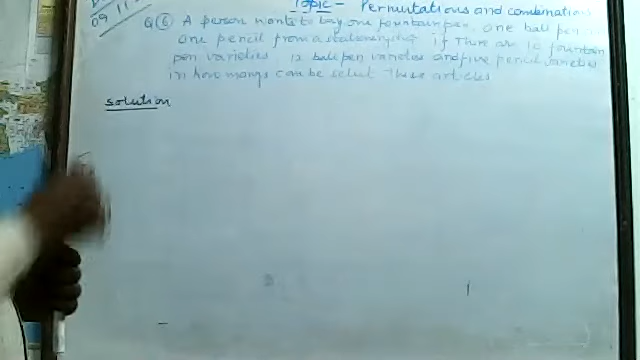 Topic - Permutations and combination
09 11
Q(6) A person wants to buy one fountain pen, one ball pen
one pencil from a stationery shop if There are 10 fountain
pen varieties 12 ball pen varieties and five pencil varieties
in how many can be select These articles
Solution